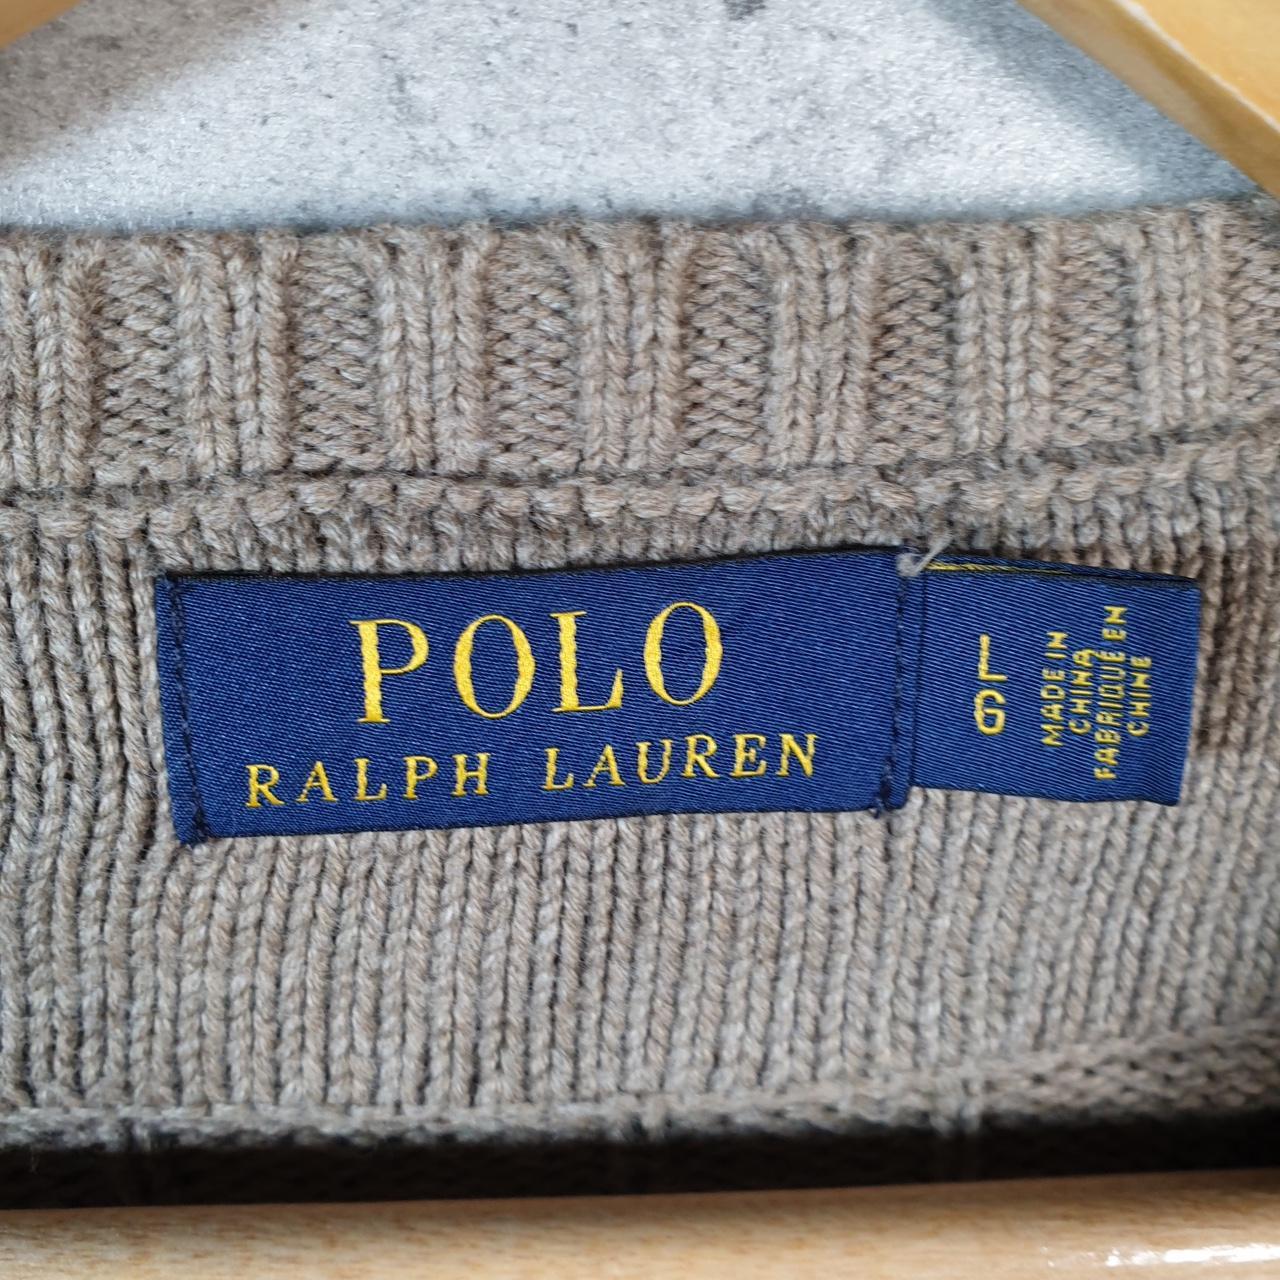 POLO
RALPH LAUREN
L
G
MADE IN
CHINA
FABRIQUÉ EN
CHINE